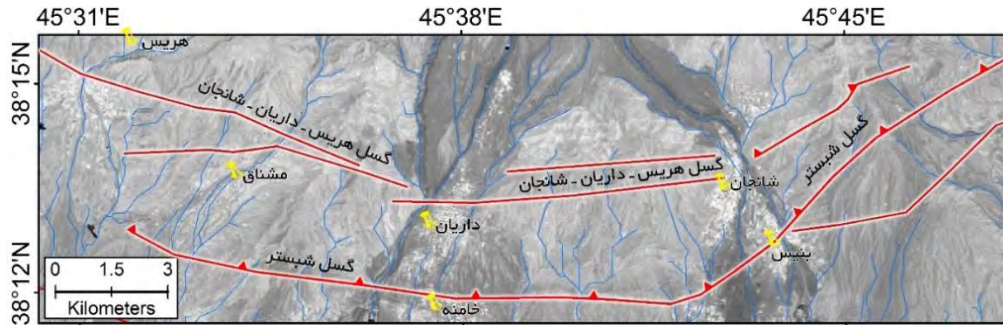 45°31'E
45°38'E
45°45'E
38°15'N
38°12'N
هریس
گسل هریس - داریان - شانجان
مشناق
گسل هریس - داریان - شانجان
شانجان
گسل شبستر
داریان
بنیس
گسل شبستر
خامنه
0 1.5 3
Kilometers